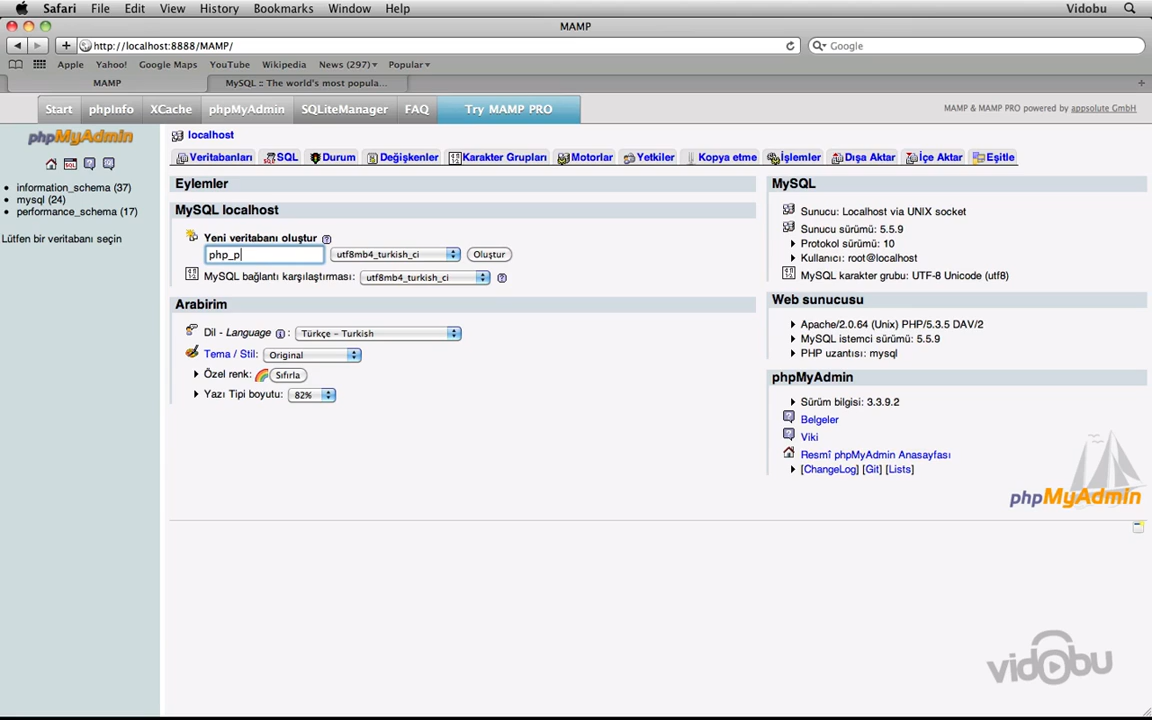 Safari File Edit View History Bookmarks Window Help Vidobu
MAMP
http://localhost:8888/MAMP/ Google
Apple Yahoo! Google Maps YouTube Wikipedia News (297) Popular
MAMP MySQL :: The world's most popula...
Start phpInfo XCache phpMyAdmin SQLiteManager FAQ Try MAMP PRO MAMP & MAMP PRO powered by appsolute GmbH
phpMyAdmin
information_schema (37)
mysql (24)
performance_schema (17)
Lütfen bir veritabanı seçin
localhost
Veritabanları SQL Durum Değişkenler Karakter Grupları Motorlar Yetkiler Kopya etme İşlemler Dışa Aktar İçe Aktar Eşitle
Eylemler
MySQL localhost
Yeni veritabanı oluştur
php_p utf8mb4_turkish_ci Oluştur
MySQL bağlantı karşılaştırması: utf8mb4_turkish_ci
Arabirim
Dil - Language : Türkçe - Turkish
Tema / Stil: Original
Özel renk: Sıfırla
Yazı Tipi boyutu: 82%
MySQL
Sunucu: Localhost via UNIX socket
Sunucu sürümü: 5.5.9
Protokol sürümü: 10
Kullanıcı: root@localhost
MySQL karakter grubu: UTF-8 Unicode (utf8)
Web sunucusu
Apache/2.0.64 (Unix) PHP/5.3.5 DAV/2
MySQL istemci sürümü: 5.5.9
PHP uzantısı: mysql
phpMyAdmin
Sürüm bilgisi: 3.3.9.2
Belgeler
Viki
Resmî phpMyAdmin Anasayfası
[ChangeLog] [Git] [Lists]
phpMyAdmin
vidobu